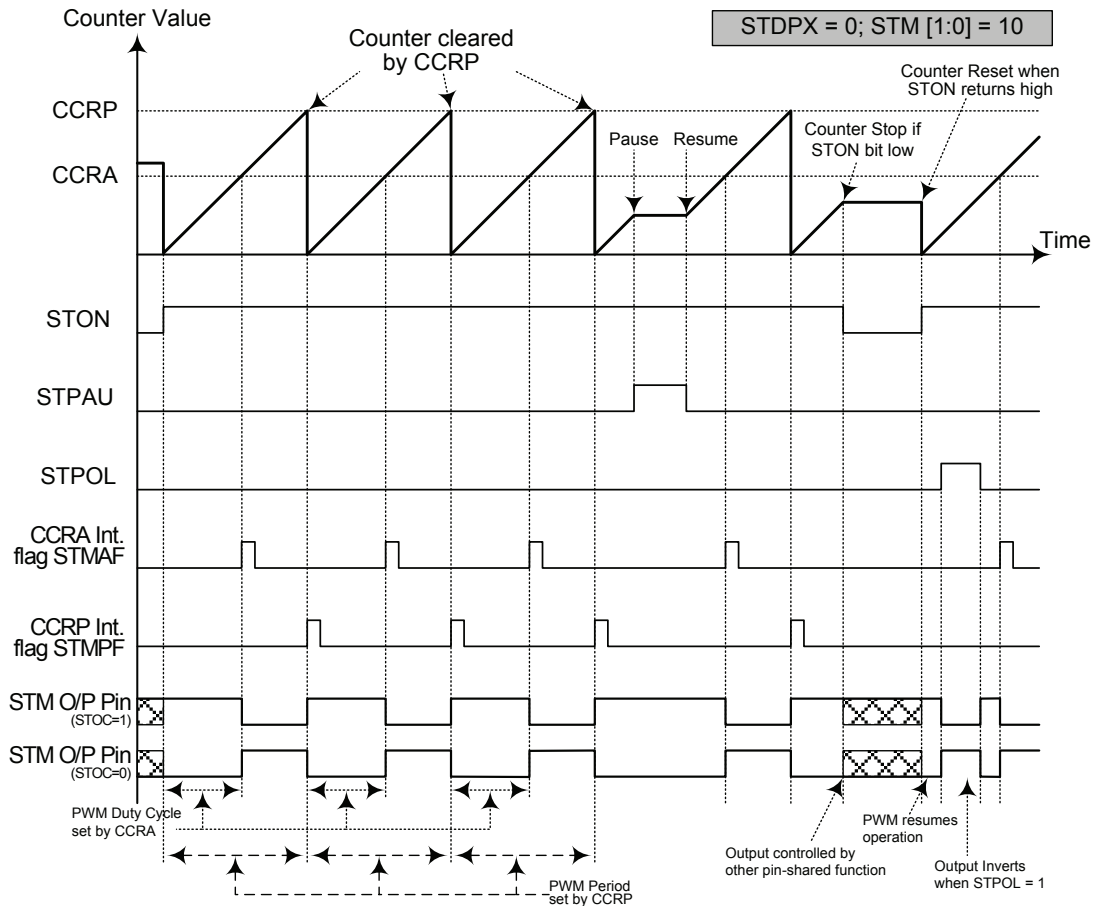 Counter Value
STDPX = 0; STM [1:0] = 10
Counter cleared
by CCRP
Counter Reset when
STON returns high
CCRP
Pause
Resume
Counter Stop if
STON bit low
CCRA
Time
STON
STPAU
STPOL
CCRA Int.
flag STMAF
CCRP Int.
flag STMPF
STM O/P Pin
(STOC=1)
STM O/P Pin
(STOC=0)
PWM Duty Cycle
set by CCRA
PWM resumes
operation
Output controlled by
other pin-shared function
Output Inverts
when STPOL = 1
PWM Period
set by CCRP